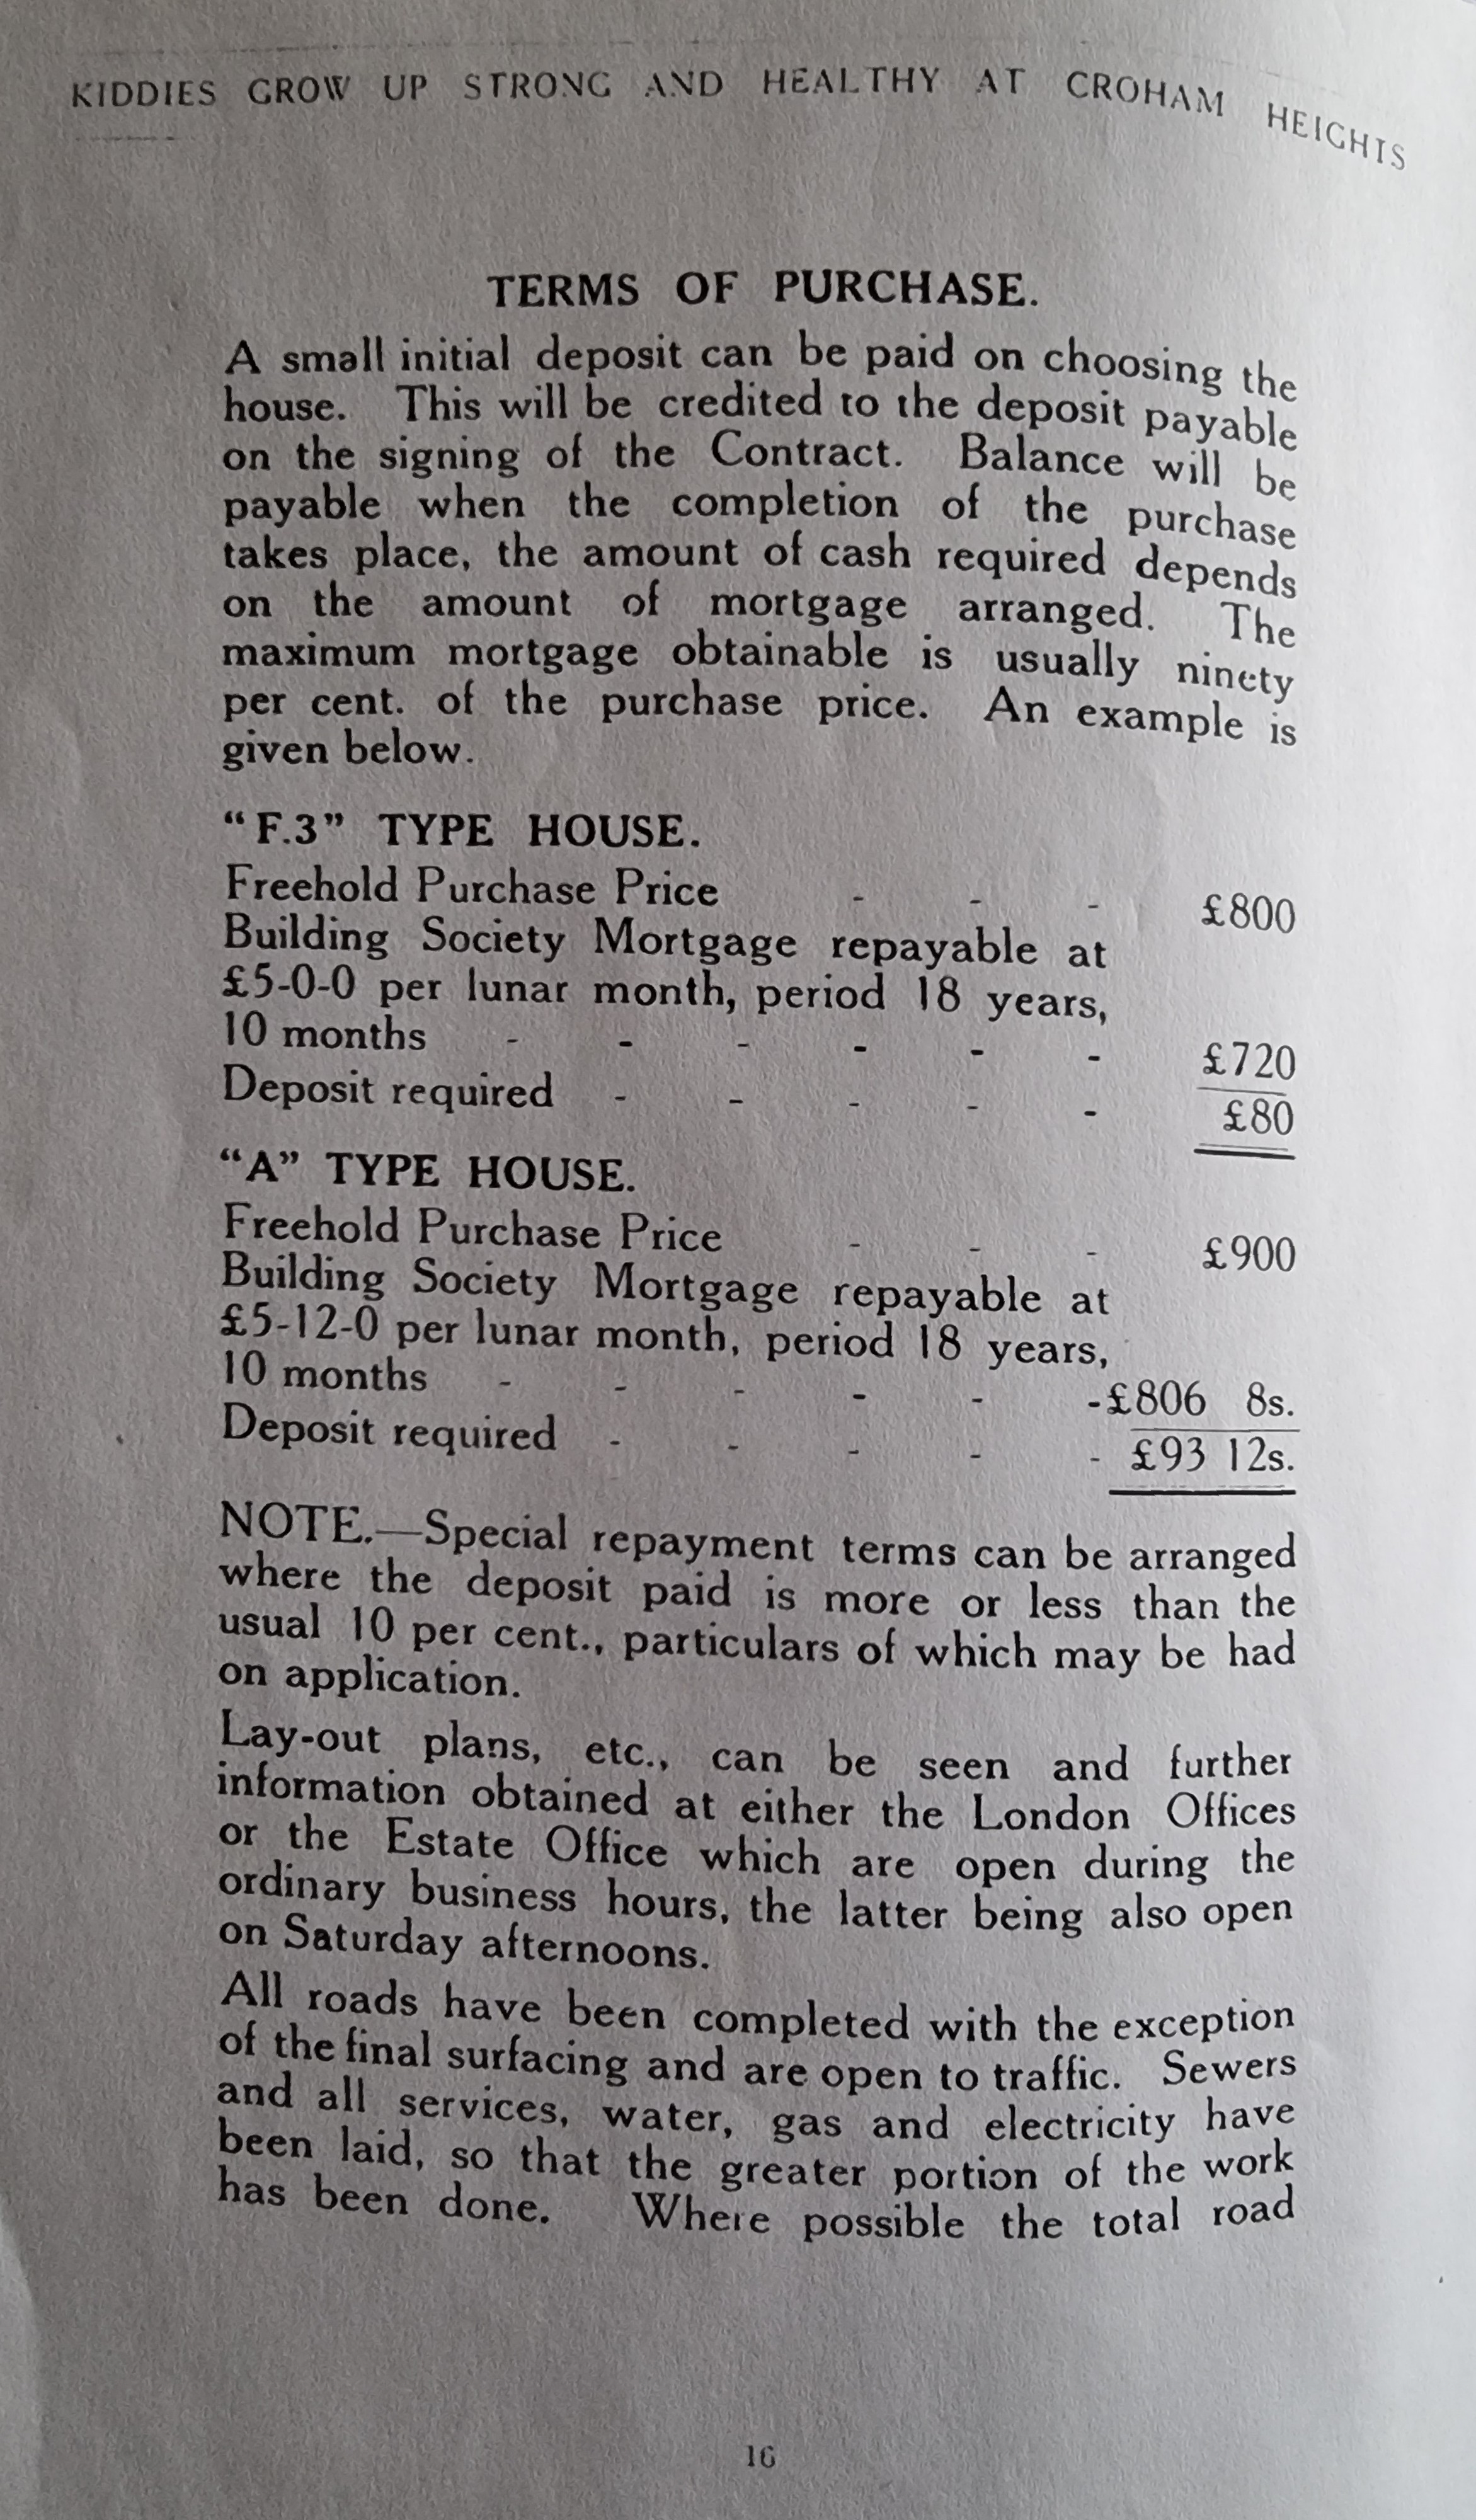 KIDDIES GROW UP STRONG AND HEALTHY AT CROHAM HEIGHTS
TERMS OF PURCHASE.
A small initial deposit can be paid on choosing the
house. This will be credited to the deposit payable
on the signing of the Contract. Balance will be
payable when the completion of the purchase
takes place, the amount of cash required depends
on the amount of mortgage arranged. The
maximum mortgage obtainable is usually ninety
per cent. of the purchase price. An example is
given below.
“F.3” TYPE HOUSE.
Freehold Purchase Price - - - £800
Building Society Mortgage repayable at
£5-0-0 per lunar month, period 18 years,
10 months - - - - - - £720
Deposit required - - - - - £80
“A” TYPE HOUSE.
Freehold Purchase Price - - - £900
Building Society Mortgage repayable at
£5-12-0 per lunar month, period 18 years,
10 months - - - - - -£806 8s.
Deposit required - - - - - £93 12s.
NOTE.—Special repayment terms can be arranged
where the deposit paid is more or less than the
usual 10 per cent., particulars of which may be had
on application.
Lay-out plans, etc., can be seen and further
information obtained at either the London Offices
or the Estate Office which are open during the
ordinary business hours, the latter being also open
on Saturday afternoons.
All roads have been completed with the exception
of the final surfacing and are open to traffic. Sewers
and all services, water, gas and electricity have
been laid, so that the greater portion of the work
has been done. Where possible the total road
16